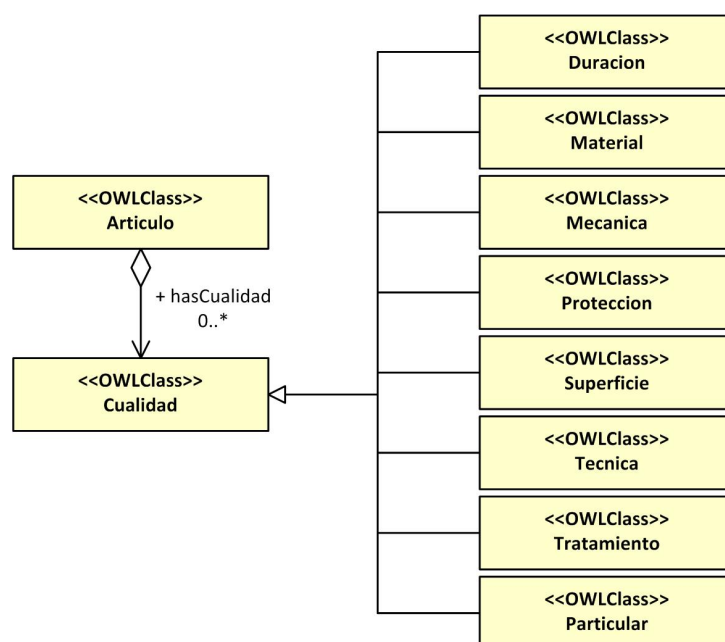 <<OWLClass>>
Articulo
+ hasCualidad
0..*
<<OWLClass>>
Cualidad
<<OWLClass>>
Duracion
<<OWLClass>>
Material
<<OWLClass>>
Mecanica
<<OWLClass>>
Proteccion
<<OWLClass>>
Superficie
<<OWLClass>>
Tecnica
<<OWLClass>>
Tratamiento
<<OWLClass>>
Particular